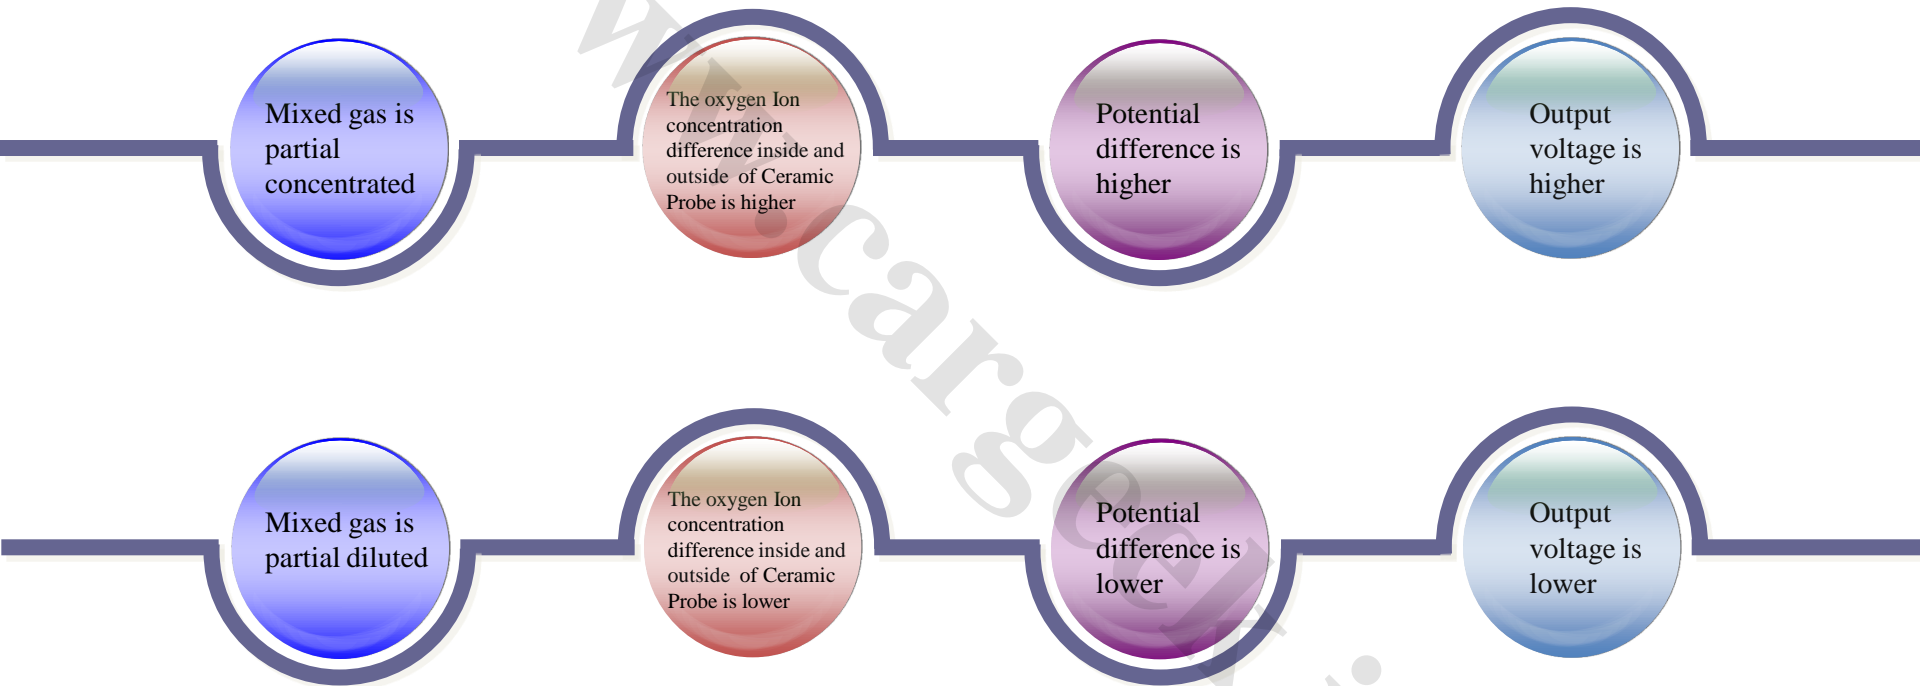 Mixed gas is
partial
concentrated
The oxygen Ion
concentration
difference inside and
outside of Ceramic
Probe is higher
Potential
difference is
higher
Output
voltage is
higher
Mixed gas is
partial diluted
The oxygen Ion
concentration
difference inside and
outside of Ceramic
Probe is lower
Potential
difference is
lower
Output
voltage is
lower